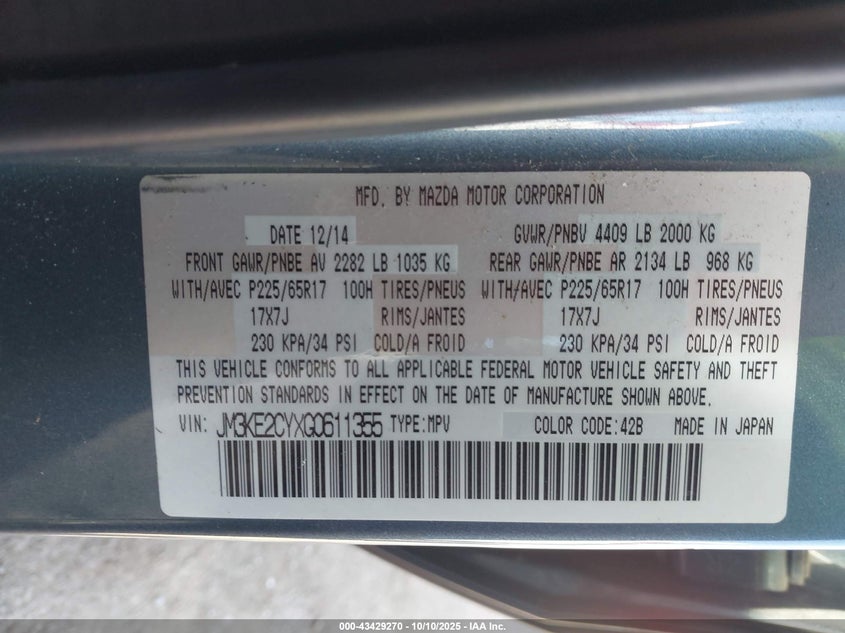 MFD. BY MAZDA MOTOR CORPORATION
DATE 12/14 GVWR/PNBV 4409 LB 2000 KG
FRONT GAWR/PNBE AV 2282 LB 1035 KG REAR GAWR/PNBE AR 2134 LB 968 KG
WITH/AVEC P225/65R17 100H TIRES/PNEUS WITH/AVEC P225/65R17 100H TIRES/PNEUS
17X7J RIMS/JANTES 17X7J RIMS/JANTES
230 KPA/34 PSI COLD/A FROID 230 KPA/34 PSI COLD/A FROID
THIS VEHICLE CONFORMS TO ALL APPLICABLE FEDERAL MOTOR VEHICLE SAFETY AND THEFT
PREVENTION STANDARDS IN EFFECT ON THE DATE OF MANUFACTURE SHOWN ABOVE.
VIN: JM3KE2CYXG0611355 TYPE:MPV COLOR CODE:42B MADE IN JAPAN
000-43429270 - 10/10/2025 - IAA Inc.